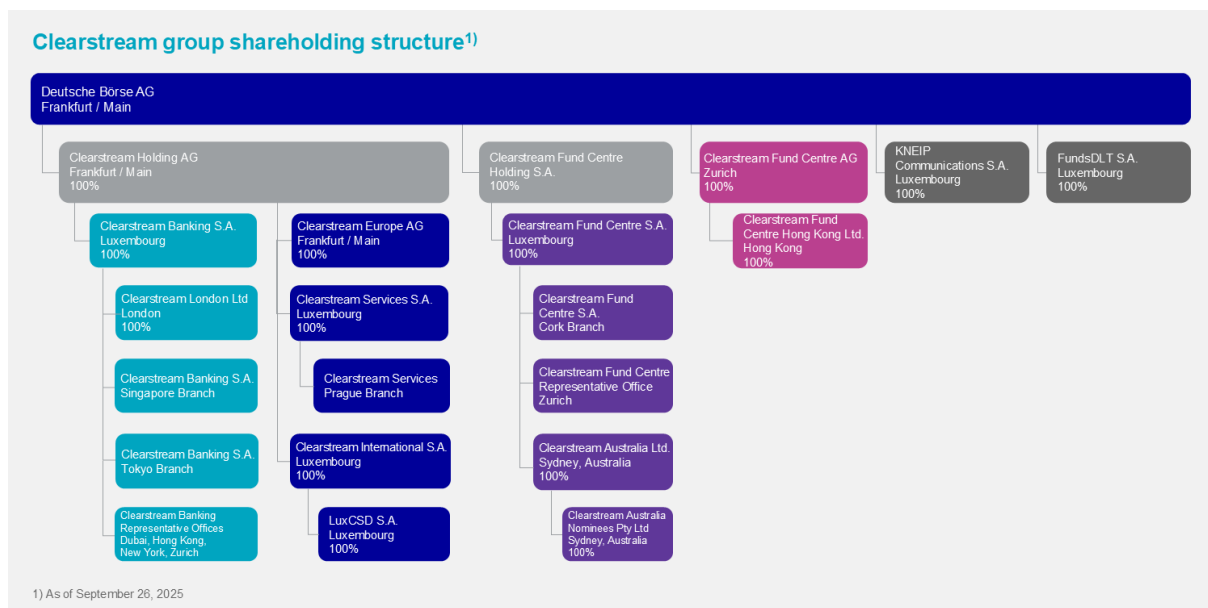 Clearstream group shareholding structure1)
Deutsche Börse AG
Frankfurt / Main
Clearstream Holding AG
Frankfurt / Main
100%
Clearstream Banking S.A.
Luxembourg
100%
Clearstream London Ltd
London
100%
Clearstream Banking S.A.
Singapore Branch
Clearstream Banking S.A.
Tokyo Branch
Clearstream Banking
Representative Offices
Dubai, Hong Kong,
New York, Zurich
Clearstream Europe AG
Frankfurt / Main
100%
Clearstream Services S.A.
Luxembourg
100%
Clearstream Services
Prague Branch
Clearstream International S.A.
Luxembourg
100%
LuxCSD S.A.
Luxembourg
100%
Clearstream Fund Centre
Holding S.A.
100%
Clearstream Fund Centre S.A.
Luxembourg
100%
Clearstream Fund
Centre S.A.
Cork Branch
Clearstream Fund Centre
Representative Office
Zurich
Clearstream Australia Ltd.
Sydney, Australia
100%
Clearstream Australia
Nominees Pty Ltd
Sydney, Australia
100%
Clearstream Fund Centre AG
Zurich
100%
Clearstream Fund
Centre Hong Kong Ltd.
Hong Kong
100%
KNEIP
Communications S.A.
Luxembourg
100%
FundsDLT S.A.
Luxembourg
100%
1) As of September 26, 2025